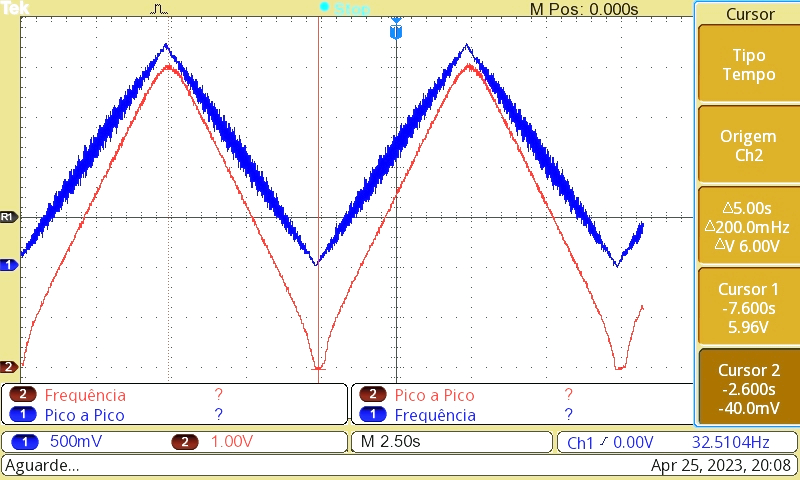 Tek
Stop
M Pos: 0.000s
Cursor
Tipo
Tempo
Origem
Ch2
△5.00s
△200.0mHz
△V 6.00V
Cursor 1
-7.600s
5.96V
Cursor 2
-2.600s
-40.0mV
T
R1
1
2
2 Frequência ?
1 Pico a Pico ?
2 Pico a Pico ?
1 Frequência ?
1 500mV 2 1.00V M 2.50s Ch1 / 0.00V 32.5104Hz
Aguarde... Apr 25, 2023, 20:08